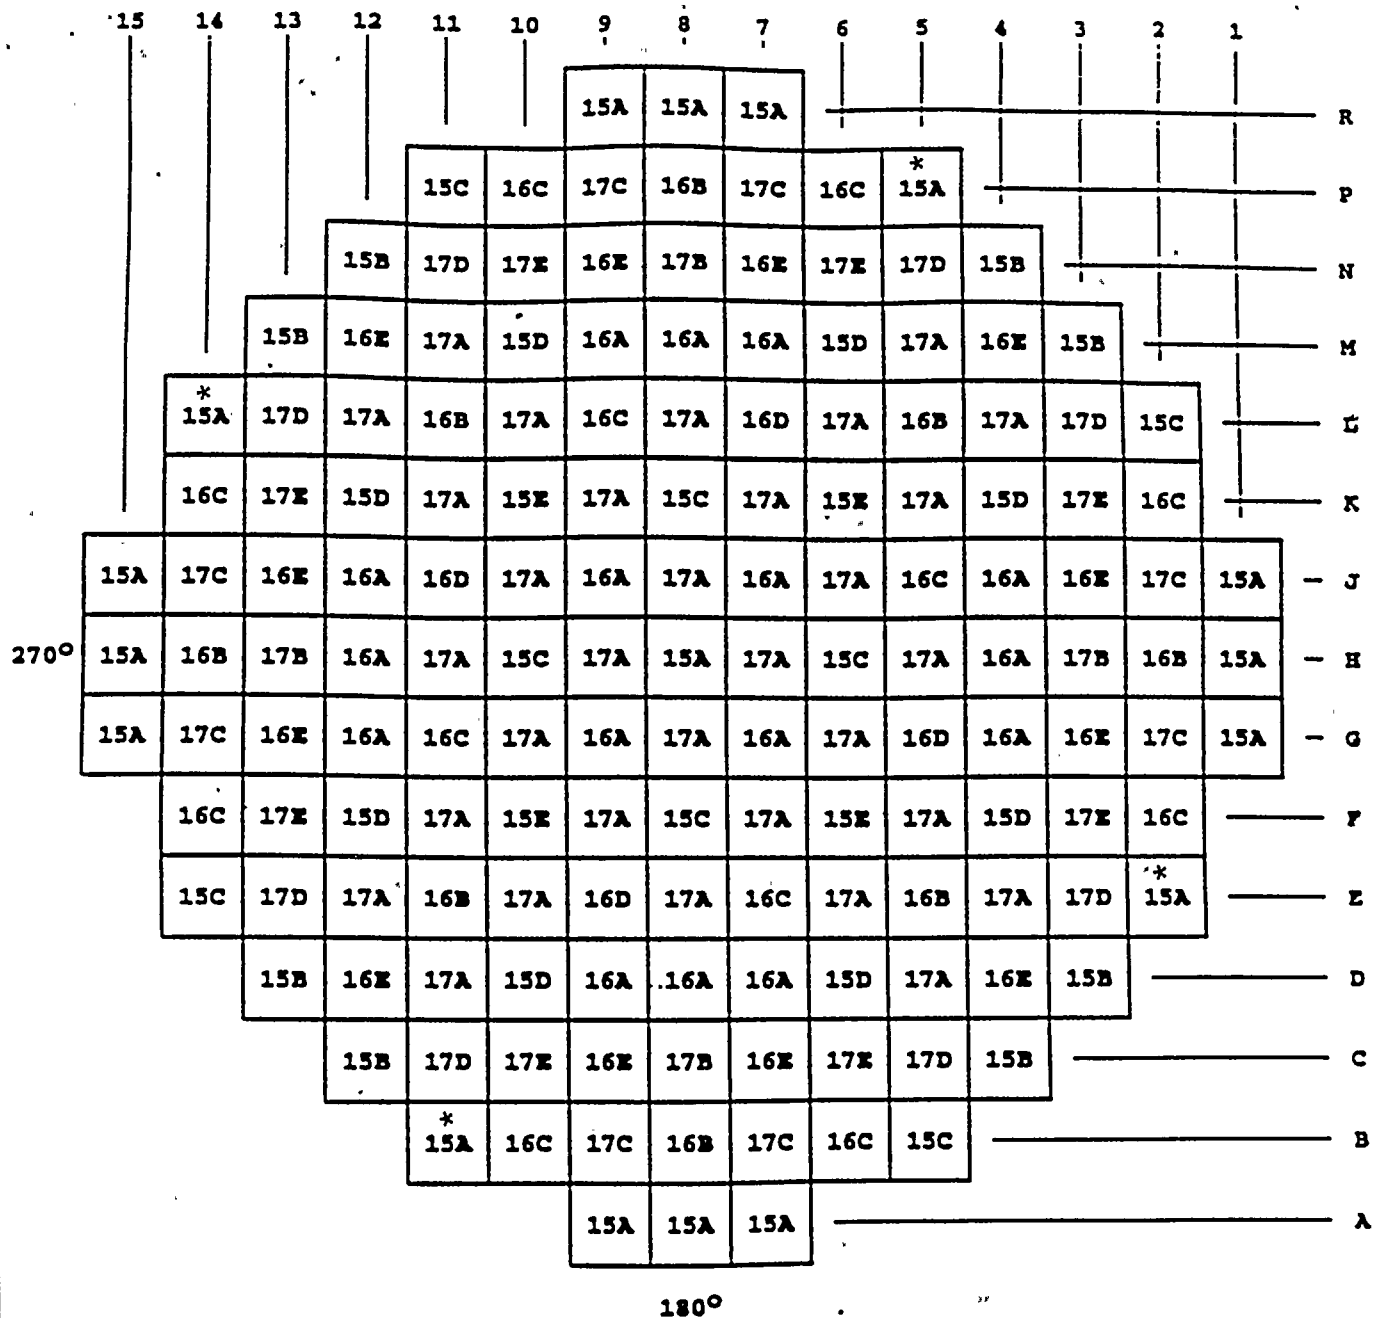 15 14 13 12 11 10 9 8 7 6 5 4 3 2 1
15A 15A 15A R
*
15C 16C 17C 16B 17C 16C 15A P
15B 17D 17E 16E 17B 16E 17E 17D 15B N
15B 16E 17A 15D 16A 16A 16A 15D 17A 16E 15B M
*
15A 17D 17A 16B 17A 16C 17A 16D 17A 16B 17A 17D 15C L
16C 17E 15D 17A 15E 17A 15C 17A 15E 17A 15D 17E 16C K
15A 17C 16E 16A 16D 17A 16A 17A 16A 17A 16C 16A 16E 17C 15A - J
270° 15A 16B 17B 16A 17A 15C 17A 15A 17A 15C 17A 16A 17B 16B 15A - H
15A 17C 16E 16A 16C 17A 16A 17A 16A 17A 16D 16A 16E 17C 15A - G
16C 17E 15D 17A 15E 17A 15C 17A 15E 17A 15D 17E 16C F
*
15C 17D 17A 16B 17A 16D 17A 16C 17A 16B 17A 17D 15A E
15B 16E 17A 15D 16A 16A 16A 15D 17A 16E 15B D
15B 17D 17E 16E 17B 16E 17E 17D 15B C
*
15A 16C 17C 16B 17C 16C 15C B
15A 15A 15A A
180°